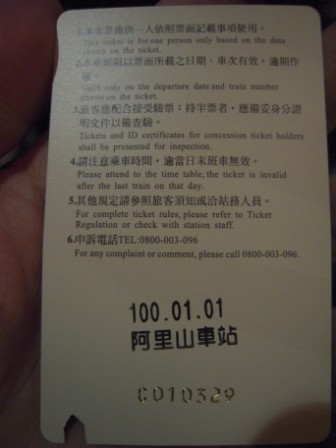 1.本車票僅供一人依照票面記載事項使用。
This ticket is for one person only based on the data
shown on the ticket.
2.本車票限以票面所載之日期、車次有效,逾期作
廢。
Valid only on the departure date and train number
shown on the ticket.
3.旅客應配合接受驗票;持半票者,應備妥身分證
明文件以備查驗。
Tickets and ID certificates for concession ticket holders
shall be presented for inspection.
4.請注意乘車時間,逾當日末班車無效。
Please attend to the time table, the ticket is invalid
after the last train on that day.
5.其他規定請參照旅客須知或洽站務人員。
For complete ticket rules, please refer to Ticket
Regulation or check with station staff.
6.申訴電話TEL:0800-003-096
For any complaint or comment, please call 0800-003-096.
100.01.01
阿里山車站
C010329